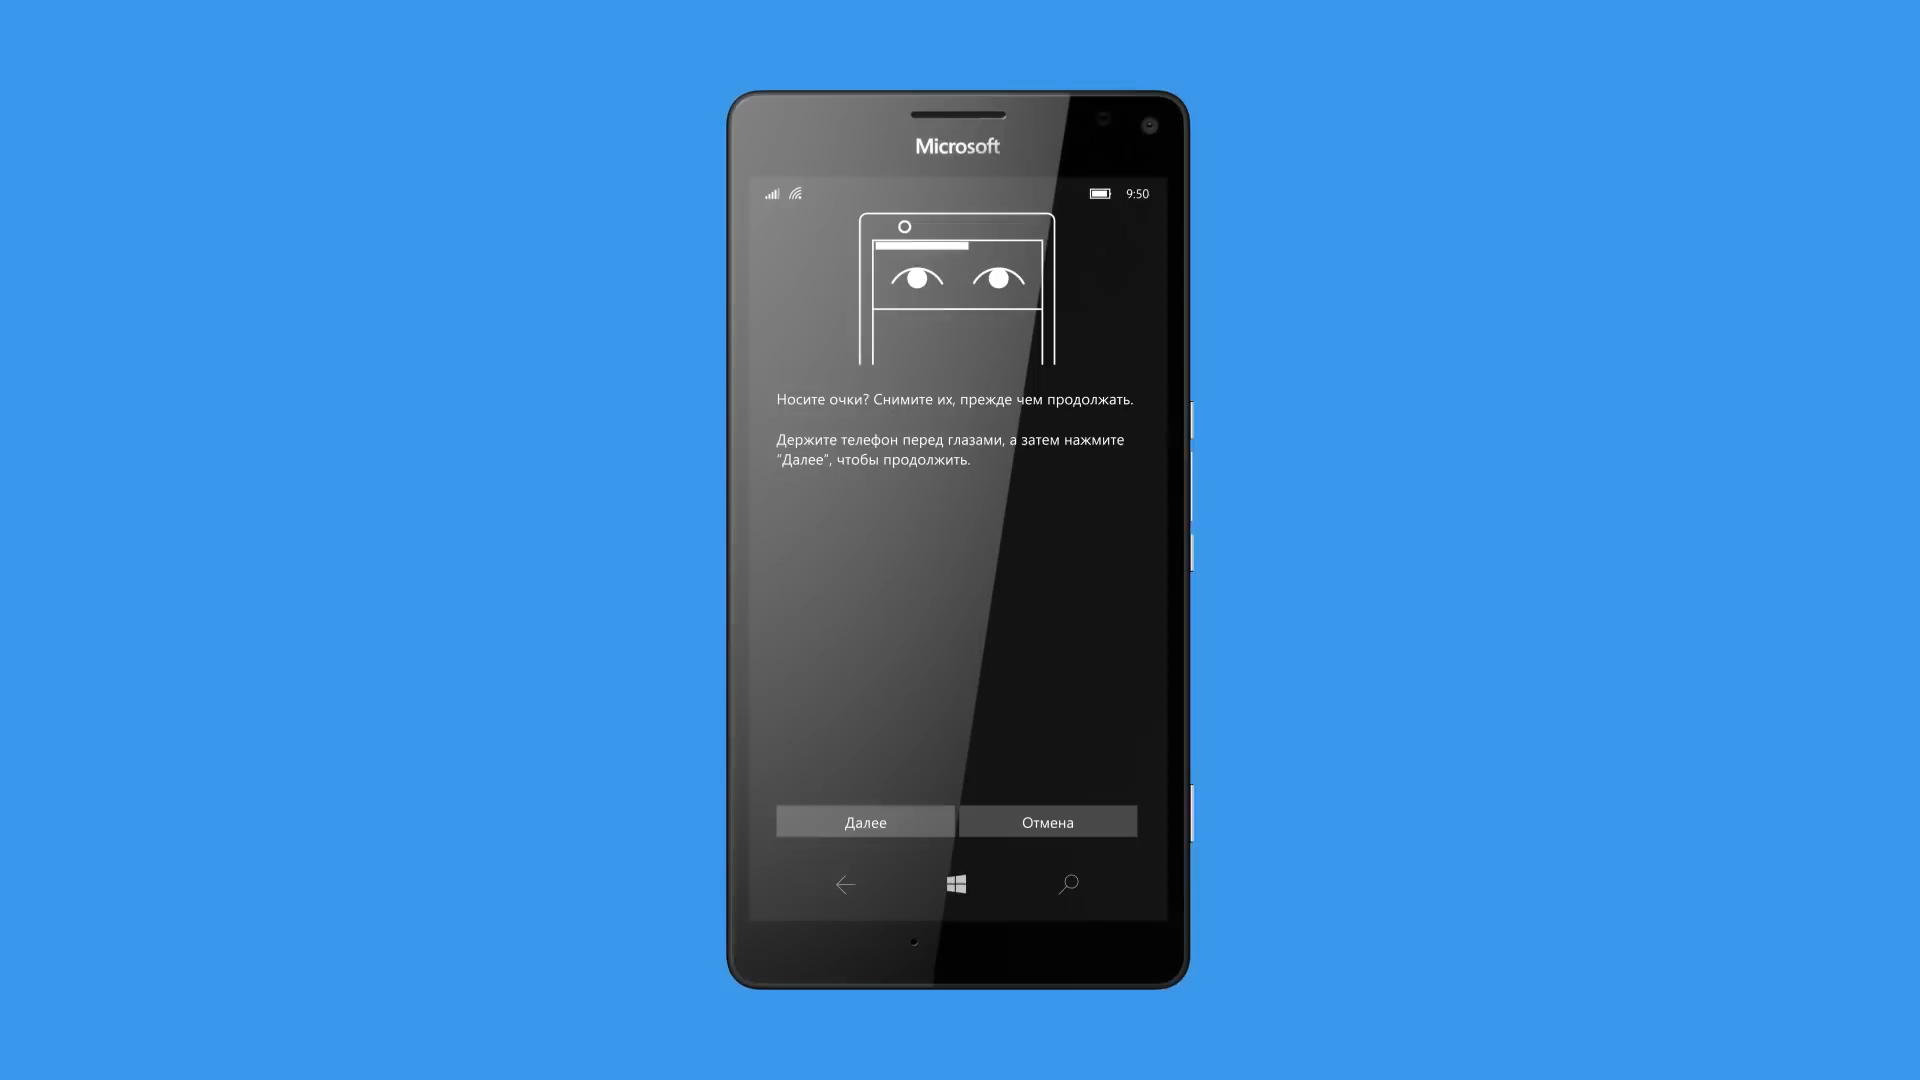 Microsoft
9:50
Носите очки? Снимите их, прежде чем продолжать.
Держите телефон перед глазами, а затем нажмите
"Далее", чтобы продолжить.
Далее
Отмена